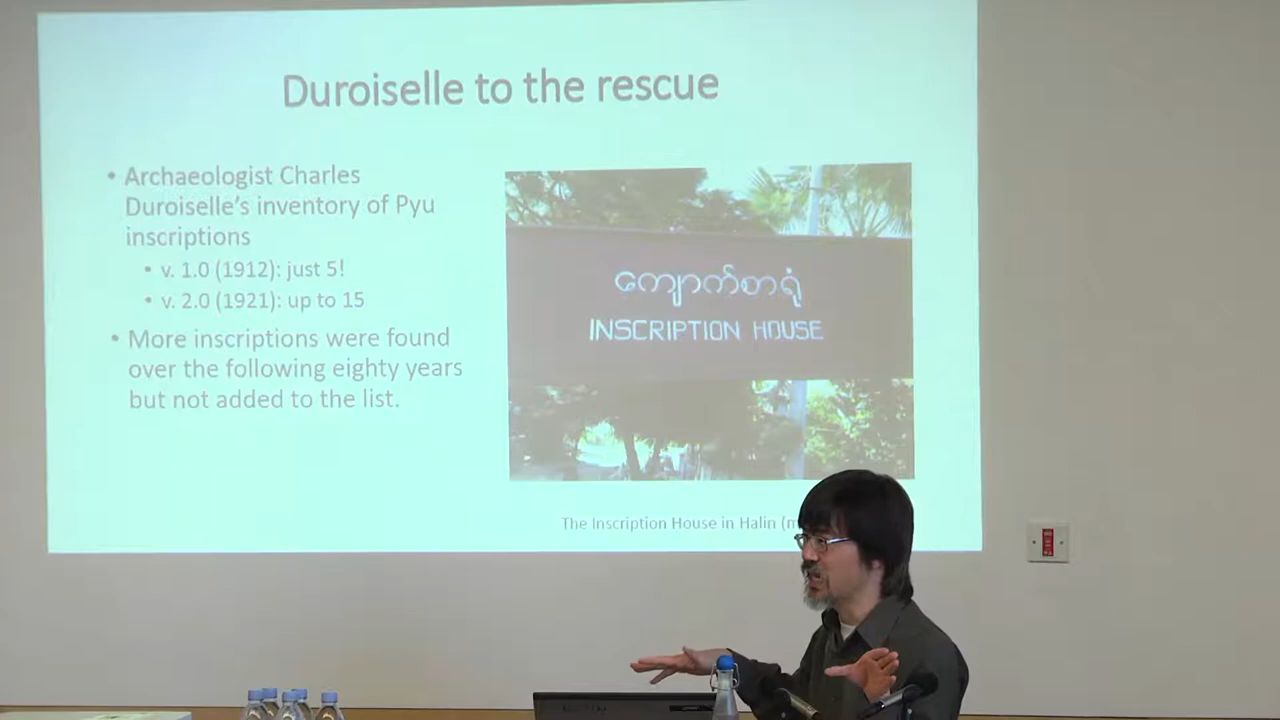 Duroiselle to the rescue
• Archaeologist Charles
Duroiselle's inventory of Pyu
inscriptions
• v. 1.0 (1912): just 5!
• v. 2.0 (1921): up to 15
• More inscriptions were found
over the following eighty years
but not added to the list.
ကျောက်စာရုံ
INSCRIPTION HOUSE
The Inscription House in Halin